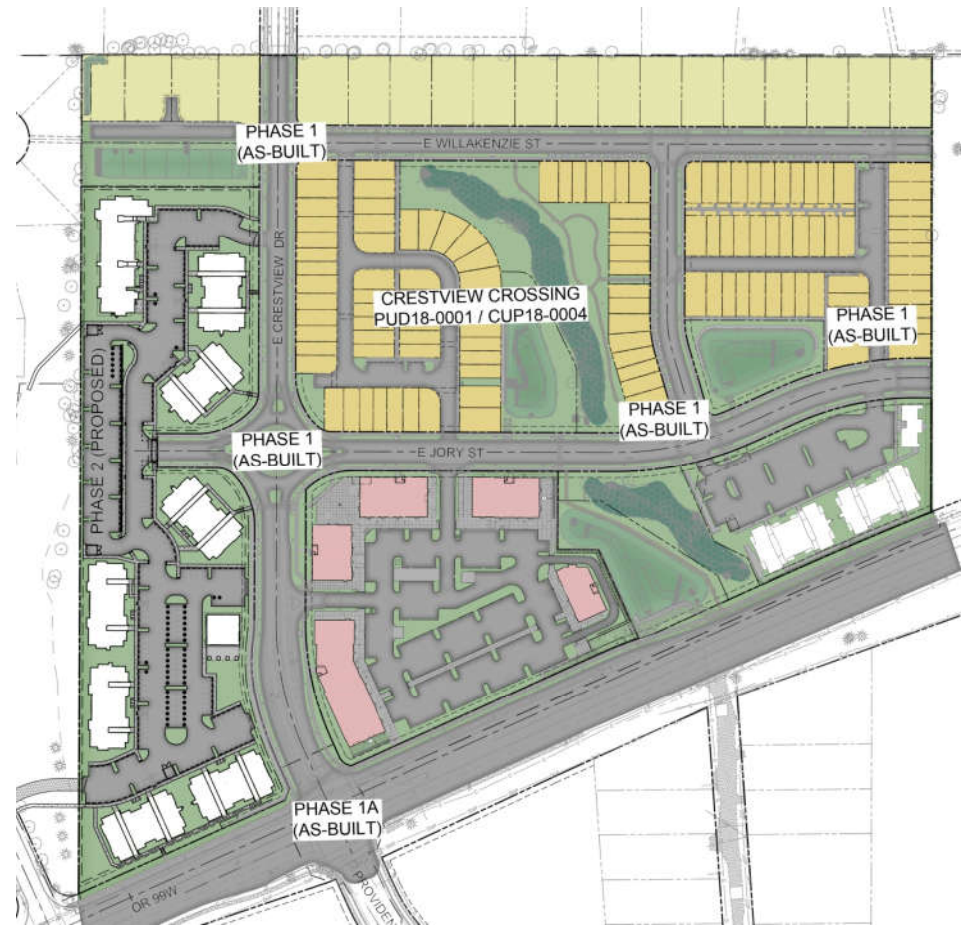 PHASE 1
(AS-BUILT)
E WILLAKENZIE ST
E CRESTVIEW DR
CRESTVIEW CROSSING
PUD18-0001 / CUP18-0004
PHASE 1
(AS-BUILT)
PHASE 2 (PROPOSED)
PHASE 1
(AS-BUILT)
PHASE 1
(AS-BUILT)
E JORY ST
PHASE 1A
(AS-BUILT)
OR 99W
PROVIDEN